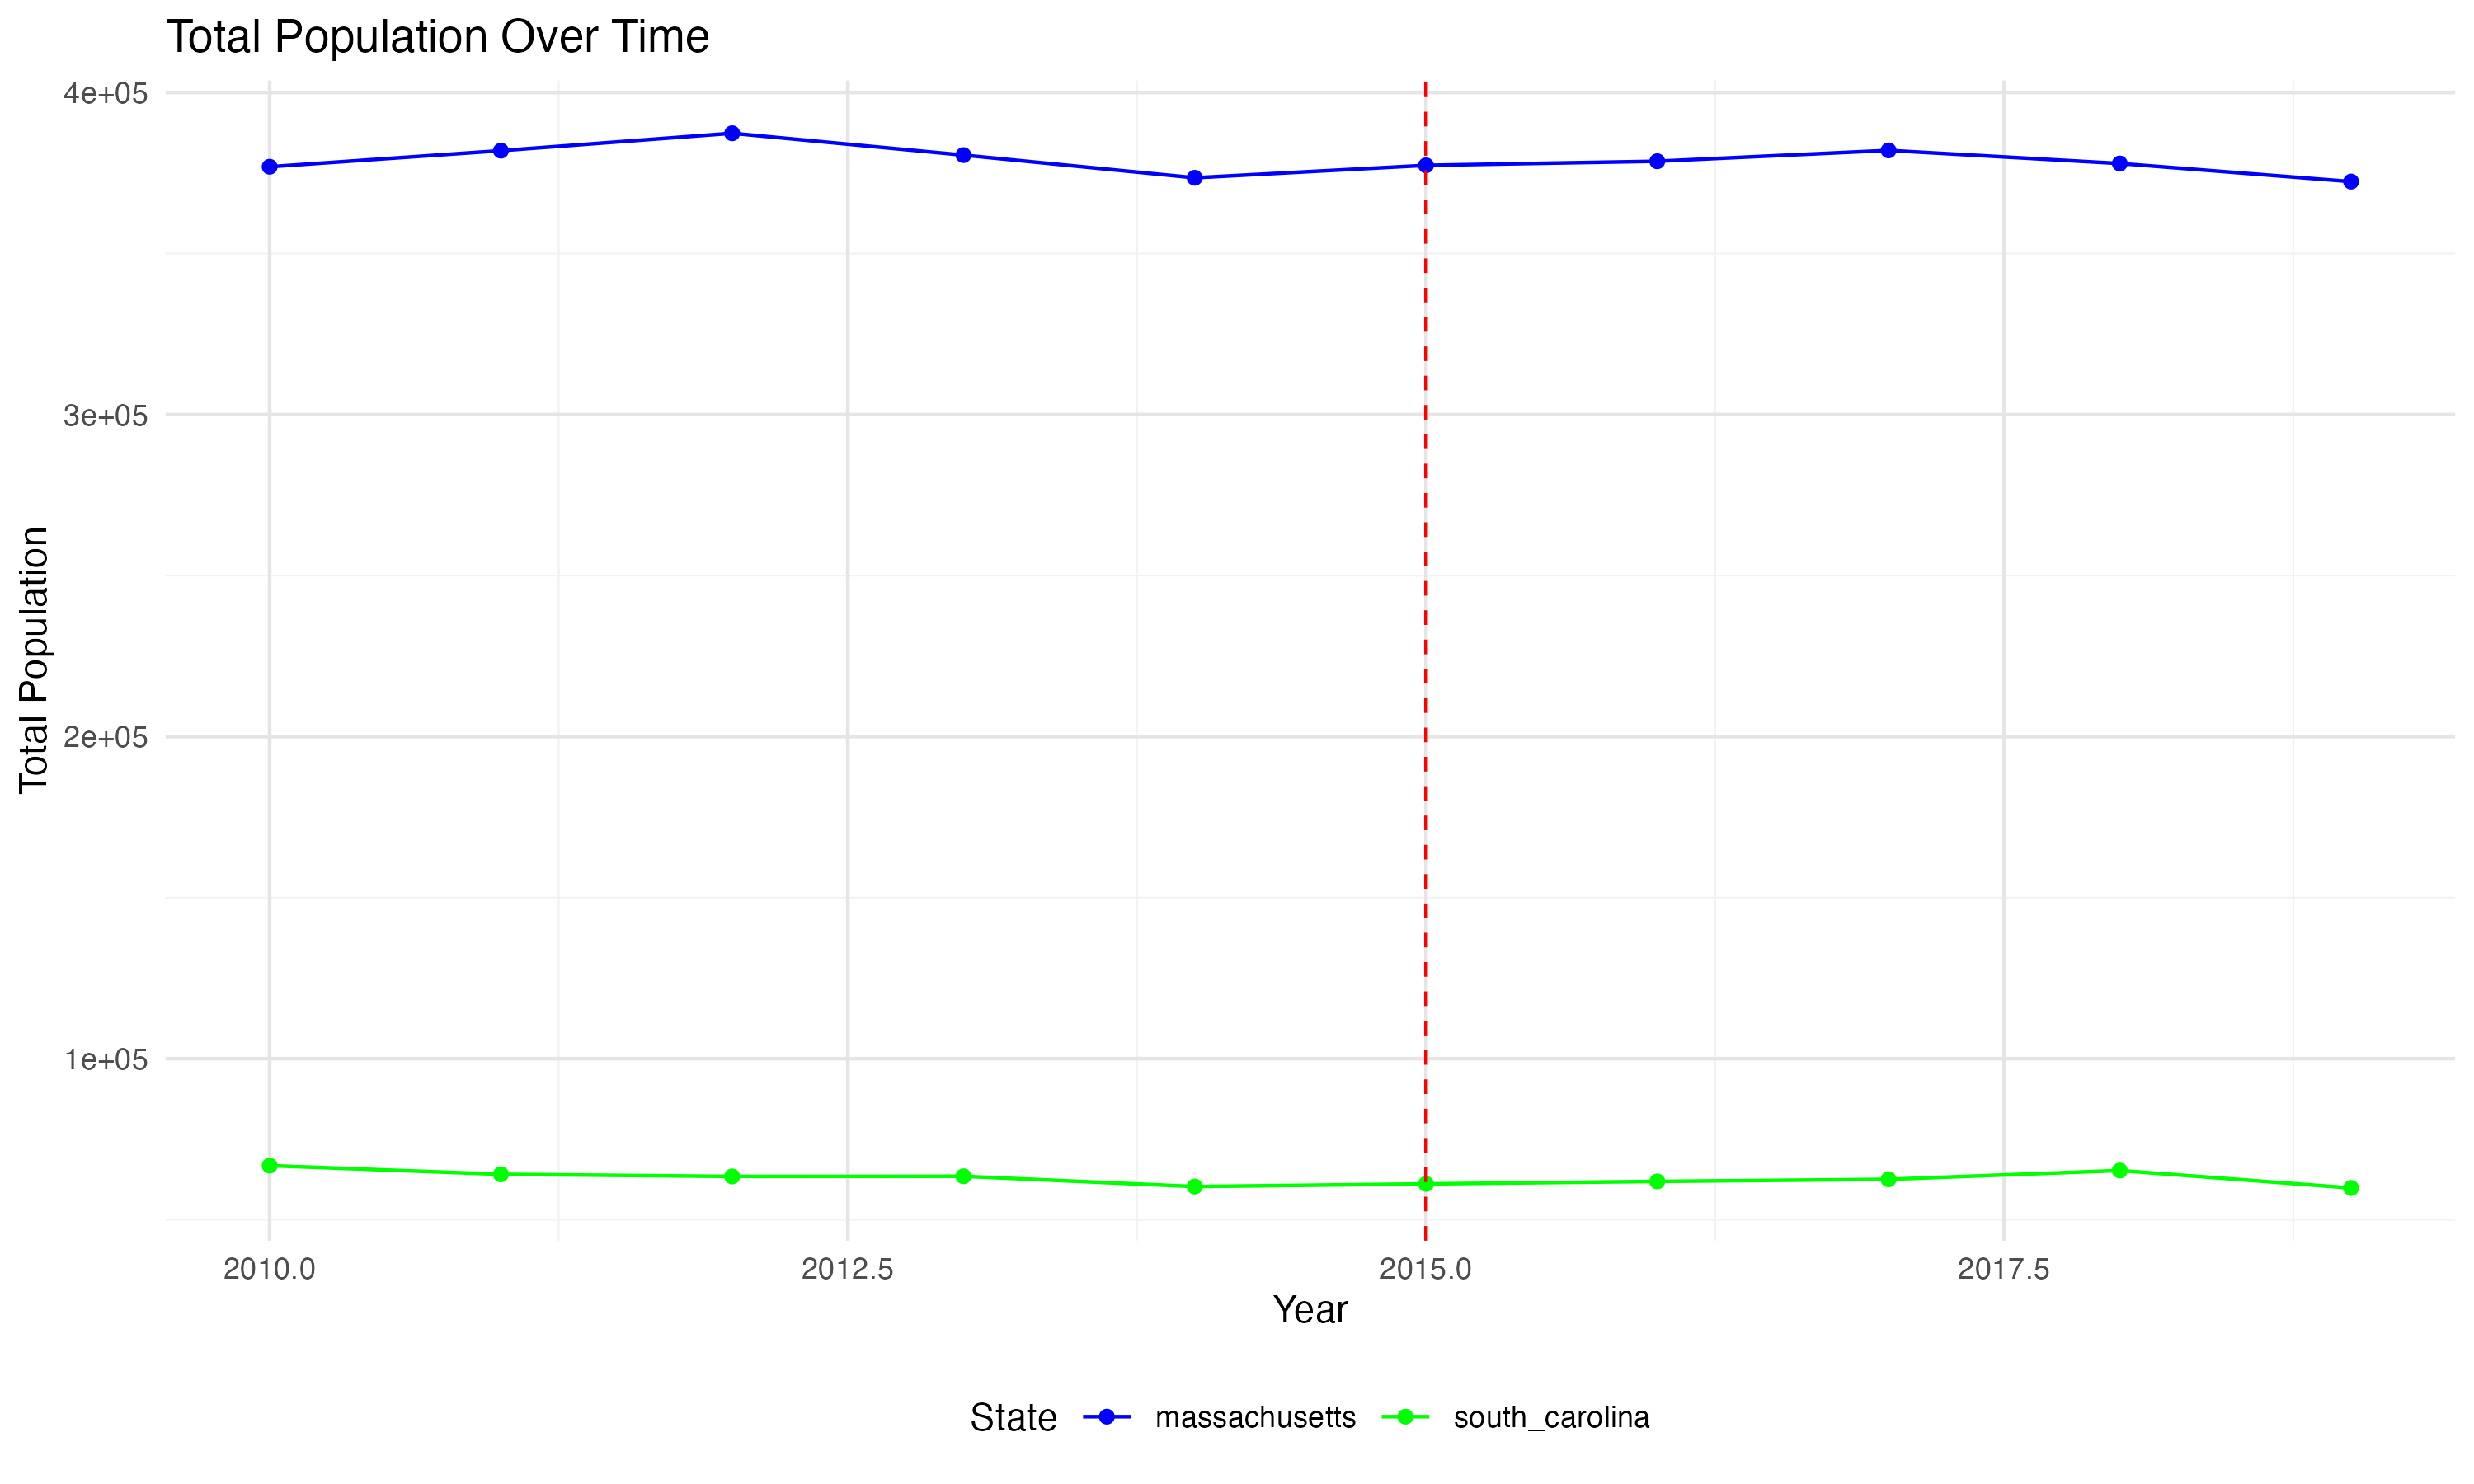 Total Population Over Time
Total Population
4e+05
3e+05
2e+05
1e+05
2010.0 2012.5 2015.0 2017.5
Year
State massachusetts south_carolina